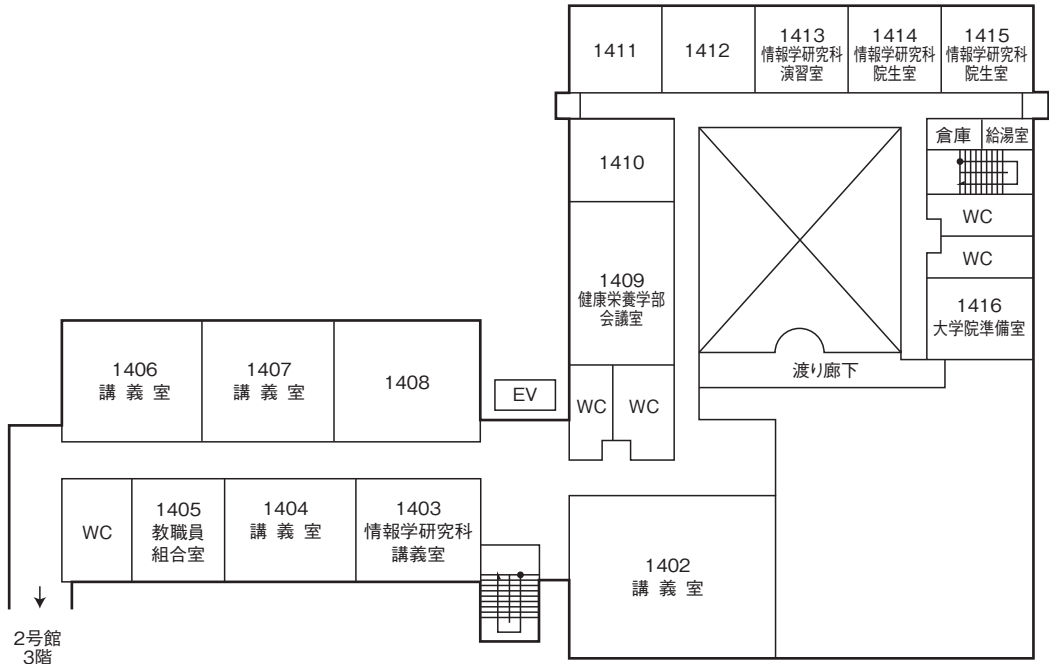 1411
1412
1413
情報学研究科
演習室
1414
情報学研究科
院生室
1415
情報学研究科
院生室
倉庫
給湯室
1410
WC
WC
1409
健康栄養学部
会議室
1416
大学院準備室
渡り廊下
1406
講 義 室
1407
講 義 室
1408
EV
WC
WC
WC
1405
教職員
組合室
1404
講 義 室
1403
情報学研究科
講義室
1402
講 義 室
2号館
3階